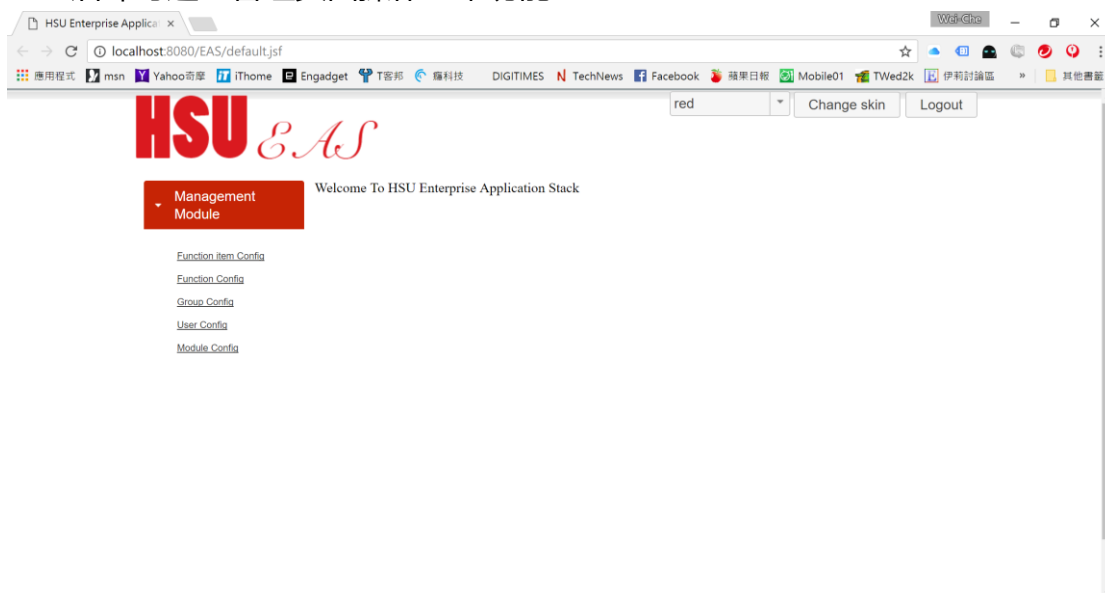 HSU Enterprise Applicat
Wei-Che
localhost:8080/EAS/default.jsf
應用程式 msn Yahoo奇摩 iThome Engadget T客邦 癮科技 DIGITIMES TechNews Facebook 蘋果日報 Mobile01 TWed2k 伊莉討論區 » 其他書籤
HSU EAS
red Change skin Logout
Management
Module
Welcome To HSU Enterprise Application Stack
Function item Config
Function Config
Group Config
User Config
Module Config